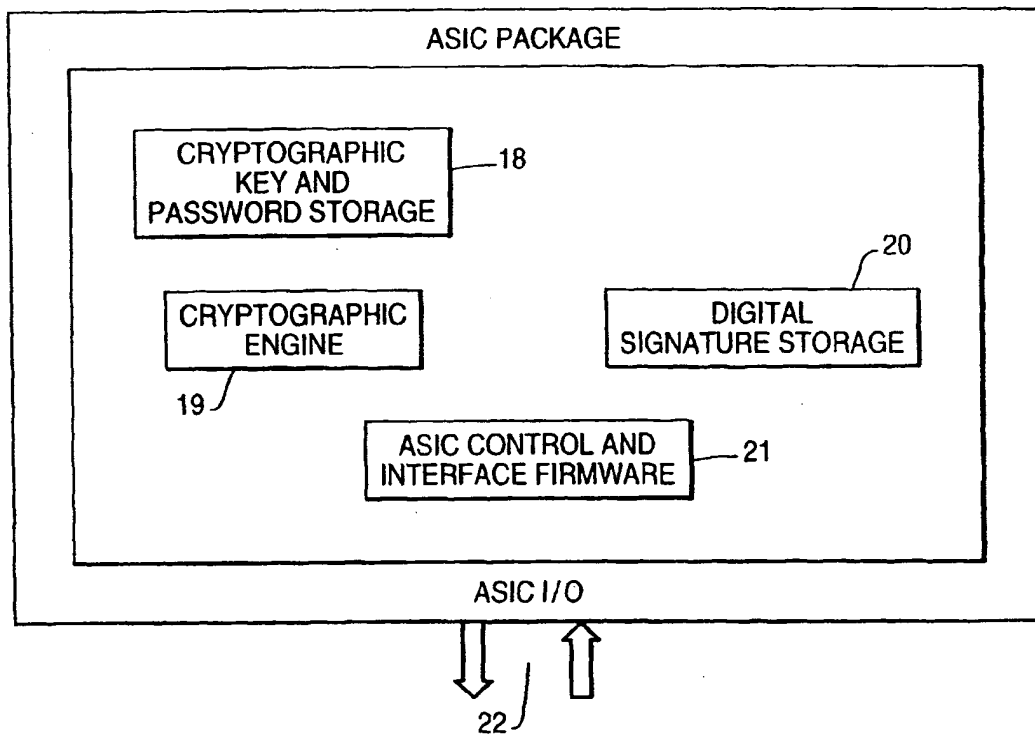 ASIC PACKAGE
CRYPTOGRAPHIC
KEY AND
PASSWORD STORAGE
18
20
CRYPTOGRAPHIC
ENGINE
DIGITAL
SIGNATURE STORAGE
19
ASIC CONTROL AND
INTERFACE FIRMWARE
21
ASIC I/O
22